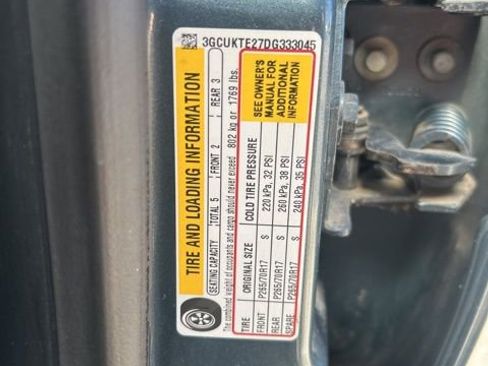 3GCUKTE27DG333045
TIRE AND LOADING INFORMATION
SEATING CAPACITY TOTAL 5 FRONT 2 REAR 3
The combined weight of occupants and cargo should never exceed 802 kg or 1769 lbs.
TIRE ORIGINAL SIZE COLD TIRE PRESSURE
FRONT P265/70R17 S 220 kPa, 32 PSI
REAR P265/70R17 S 260 kPa, 38 PSI
SPARE P265/70R17 S 240 kPa, 35 PSI
SEE OWNER'S
MANUAL FOR
ADDITIONAL
INFORMATION